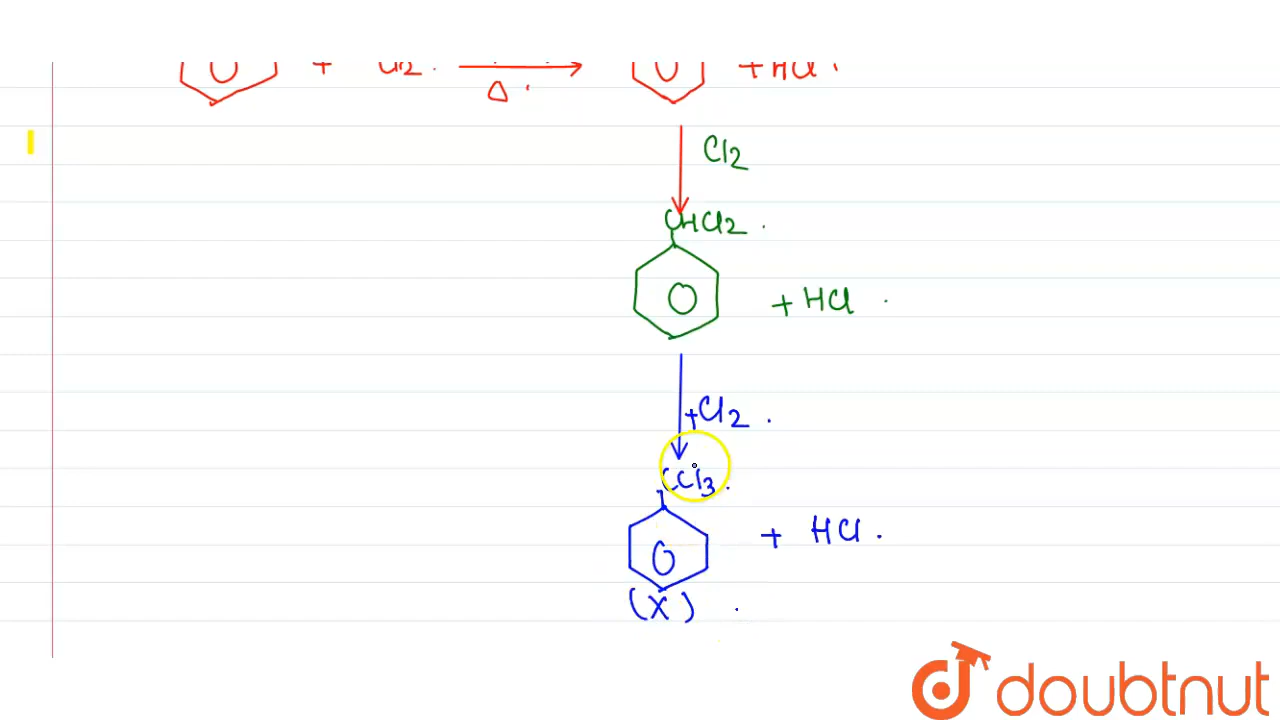 + Cl2 . → + HCl .
Δ
Cl2
CHCl2 .
+ HCl .
+Cl2 .
CCl3 .
+ HCl .
(X) .
doubtnut